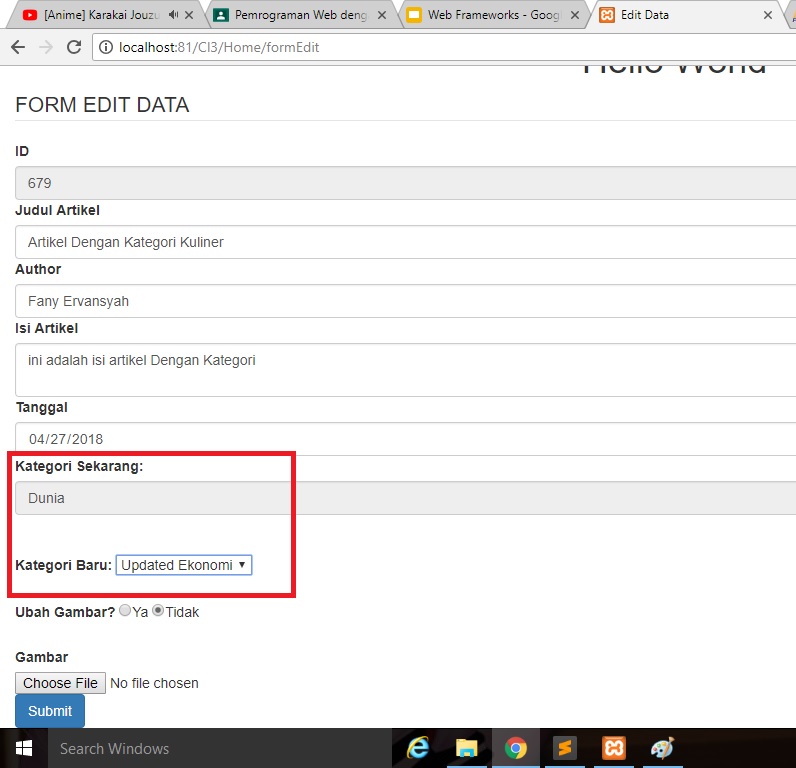 [Anime] Karakai Jouzu
Pemrograman Web deng
Web Frameworks - Goog
Edit Data
localhost:81/CI3/Home/formEdit
Hello World
FORM EDIT DATA
ID
679
Judul Artikel
Artikel Dengan Kategori Kuliner
Author
Fany Ervansyah
Isi Artikel
ini adalah isi artikel Dengan Kategori
Tanggal
04/27/2018
Kategori Sekarang:
Dunia
Kategori Baru: Updated Ekonomi
Ubah Gambar? Ya Tidak
Gambar
Choose File No file chosen
Submit
Search Windows